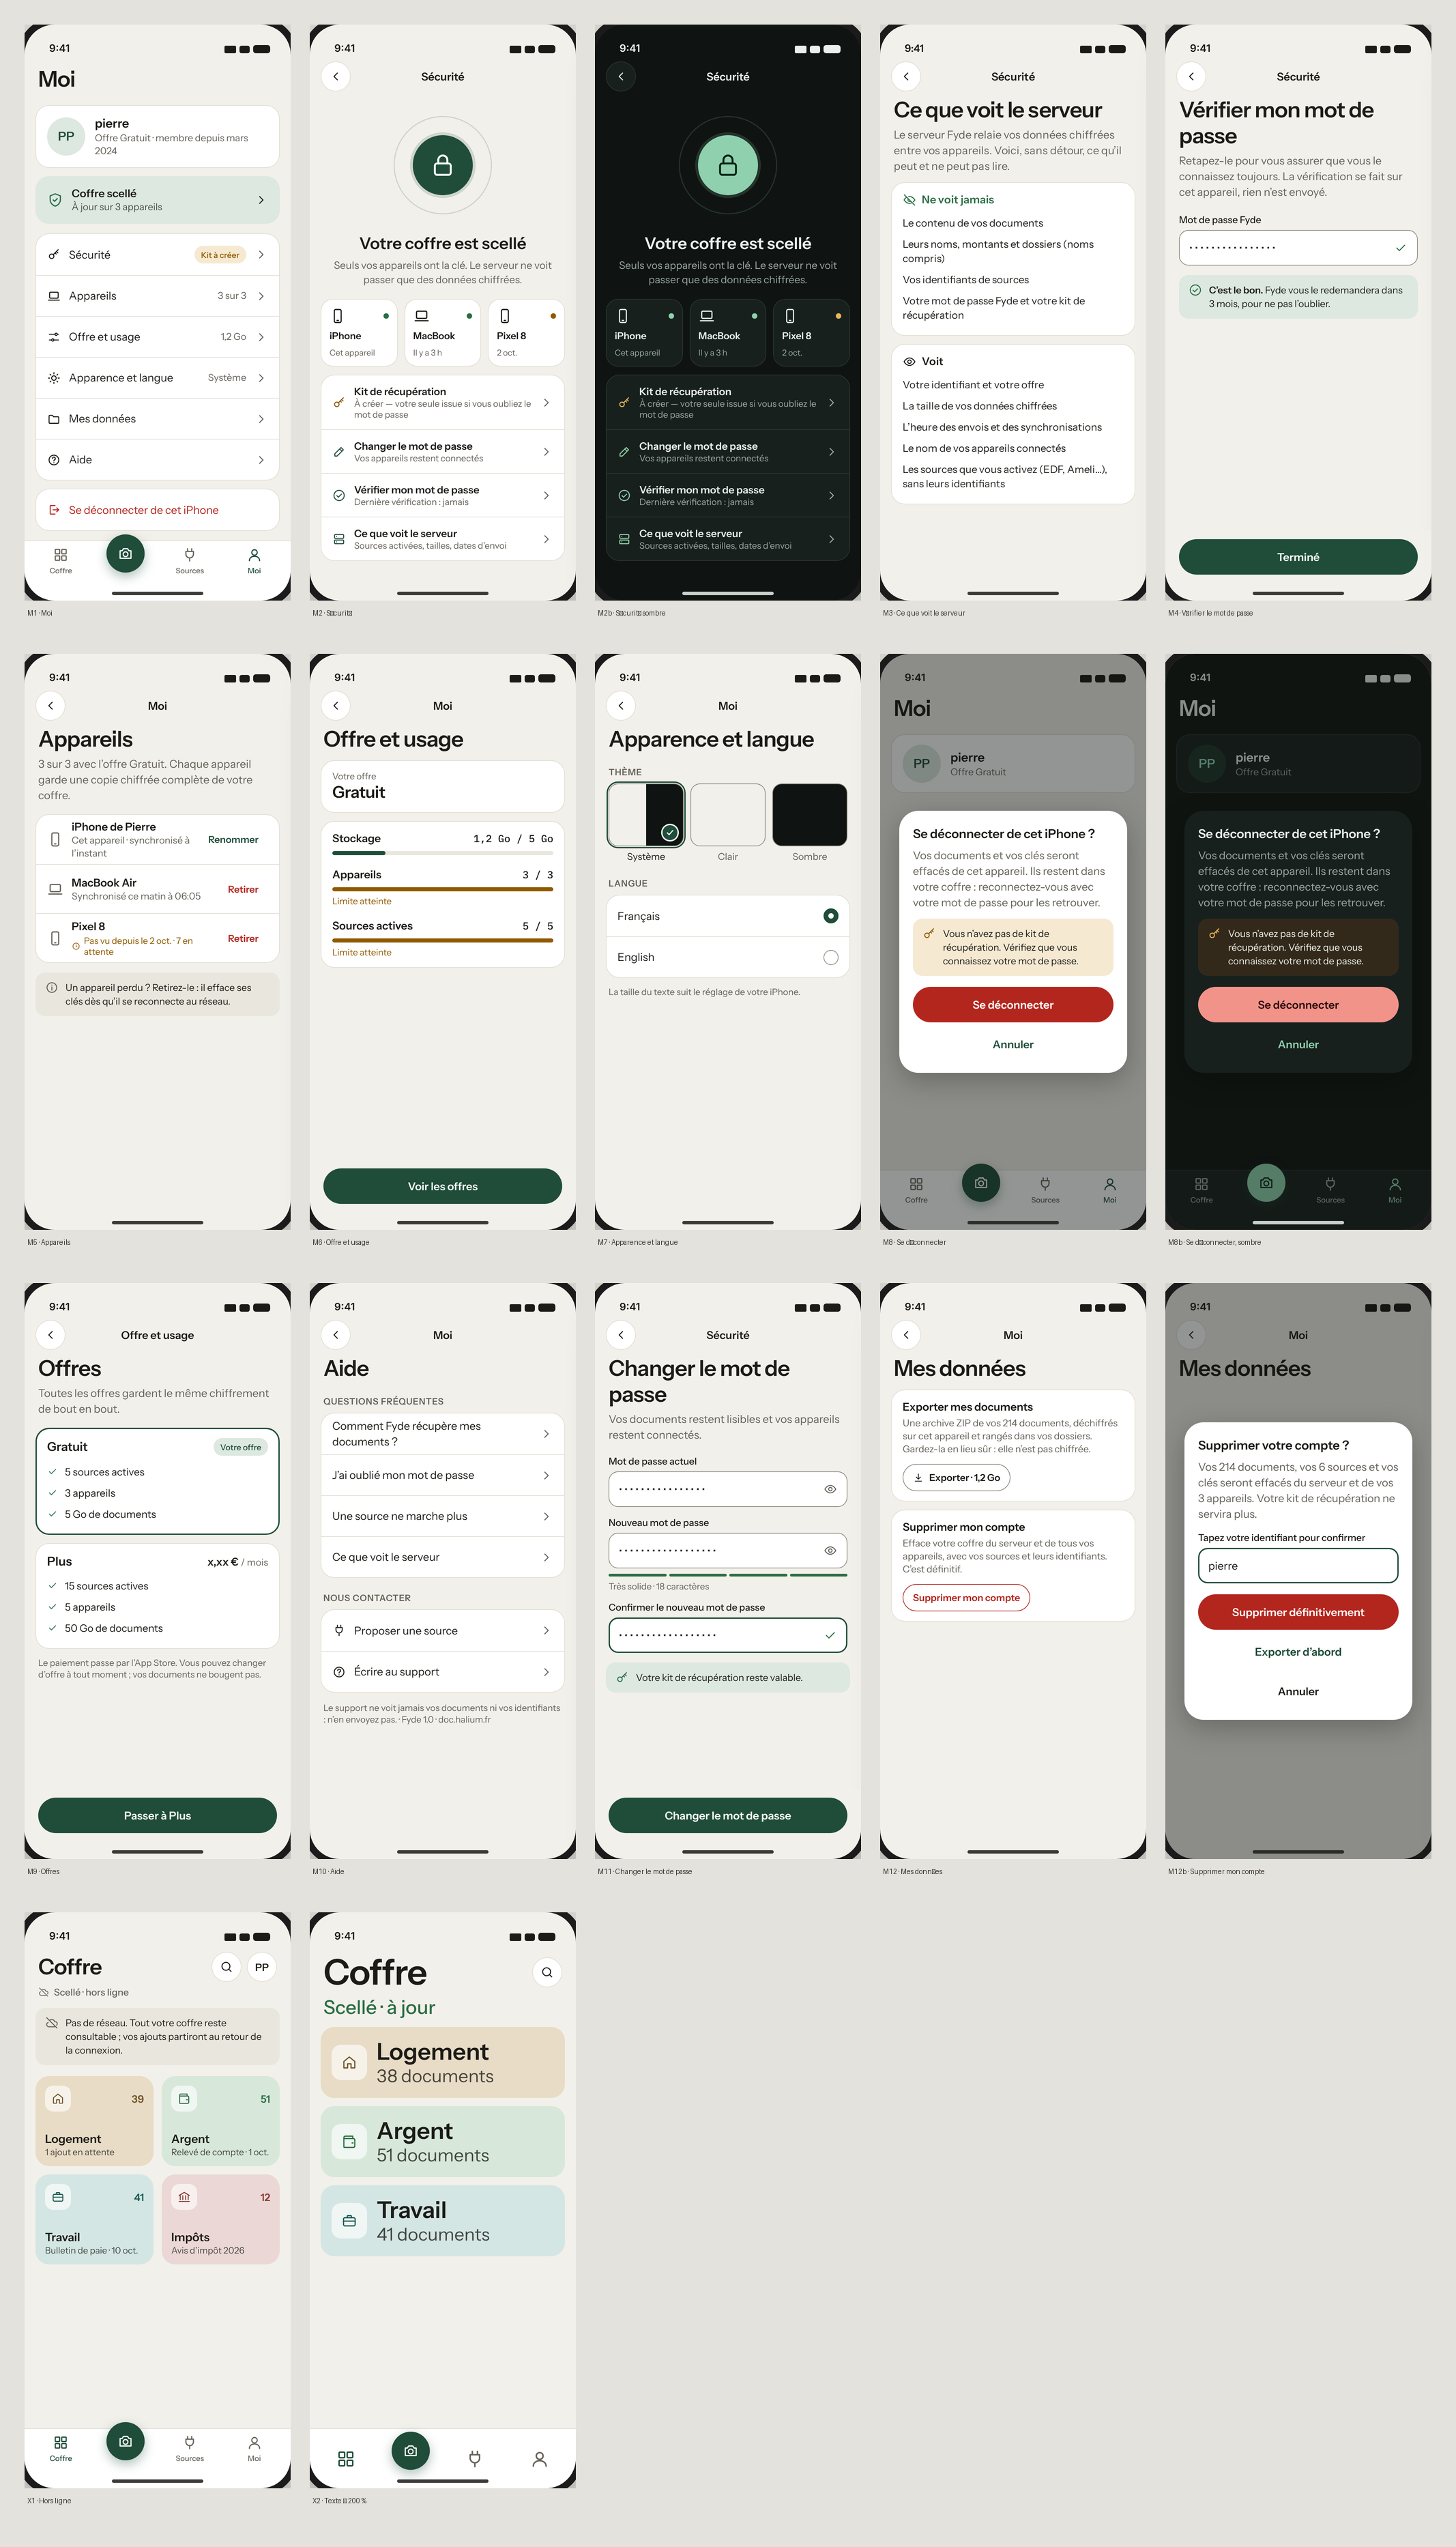 9:41
Moi
PP
pierre
Offre Gratuit · membre depuis mars
2024
Coffre scellé
À jour sur 3 appareils
Sécurité
Kit à créer
Appareils
3 sur 3
Offre et usage
1,2 Go
Apparence et langue
Système
Mes données
Aide
Se déconnecter de cet iPhone
Coffre
Sources
Moi
M1 · Moi
9:41
Sécurité
Votre coffre est scellé
Seuls vos appareils ont la clé. Le serveur ne voit
passer que des données chiffrées.
iPhone
Cet appareil
MacBook
Il y a 3 h
Pixel 8
2 oct.
Kit de récupération
À créer — votre seule issue si vous oubliez le
mot de passe
Changer le mot de passe
Vos appareils restent connectés
Vérifier mon mot de passe
Dernière vérification : jamais
Ce que voit le serveur
Sources activées, tailles, dates d’envoi
M2 · S▯curit▯
9:41
Sécurité
Votre coffre est scellé
Seuls vos appareils ont la clé. Le serveur ne voit
passer que des données chiffrées.
iPhone
Cet appareil
MacBook
Il y a 3 h
Pixel 8
2 oct.
Kit de récupération
À créer — votre seule issue si vous oubliez le
mot de passe
Changer le mot de passe
Vos appareils restent connectés
Vérifier mon mot de passe
Dernière vérification : jamais
Ce que voit le serveur
Sources activées, tailles, dates d’envoi
M2b · S▯curit▯ sombre
9:41
Sécurité
Ce que voit le serveur
Le serveur Fyde relaie vos données chiffrées
entre vos appareils. Voici, sans détour, ce qu’il
peut et ne peut pas lire.
Ne voit jamais
Le contenu de vos documents
Leurs noms, montants et dossiers (noms
compris)
Vos identifiants de sources
Votre mot de passe Fyde et votre kit de
récupération
Voit
Votre identifiant et votre offre
La taille de vos données chiffrées
L’heure des envois et des synchronisations
Le nom de vos appareils connectés
Les sources que vous activez (EDF, Ameli…),
sans leurs identifiants
M3 · Ce que voit le serveur
9:41
Sécurité
Vérifier mon mot de
passe
Retapez-le pour vous assurer que vous le
connaissez toujours. La vérification se fait sur
cet appareil, rien n’est envoyé.
Mot de passe Fyde
C’est le bon. Fyde vous le redemandera dans
3 mois, pour ne pas l’oublier.
Terminé
M4 · V▯rifier le mot de passe
9:41
Moi
Appareils
3 sur 3 avec l’offre Gratuit. Chaque appareil
garde une copie chiffrée complète de votre
coffre.
iPhone de Pierre
Cet appareil · synchronisé à
l’instant
Renommer
MacBook Air
Synchronisé ce matin à 06:05
Retirer
Pixel 8
Pas vu depuis le 2 oct. · 7 en
attente
Retirer
Un appareil perdu ? Retirez-le : il efface ses
clés dès qu’il se reconnecte au réseau.
M5 · Appareils
9:41
Moi
Offre et usage
Votre offre
Gratuit
Stockage
1,2 Go / 5 Go
Appareils
3 / 3
Limite atteinte
Sources actives
5 / 5
Limite atteinte
Voir les offres
M6 · Offre et usage
9:41
Moi
Apparence et langue
THÈME
Système
Clair
Sombre
LANGUE
Français
English
La taille du texte suit le réglage de votre iPhone.
M7 · Apparence et langue
9:41
Moi
PP
pierre
Offre Gratuit
Se déconnecter de cet iPhone ?
Vos documents et vos clés seront
effacés de cet appareil. Ils restent dans
votre coffre : reconnectez-vous avec
votre mot de passe pour les retrouver.
Vous n’avez pas de kit de
récupération. Vérifiez que vous
connaissez votre mot de passe.
Se déconnecter
Annuler
Coffre
Sources
Moi
M8 · Se d▯connecter
9:41
Moi
PP
pierre
Offre Gratuit
Se déconnecter de cet iPhone ?
Vos documents et vos clés seront
effacés de cet appareil. Ils restent dans
votre coffre : reconnectez-vous avec
votre mot de passe pour les retrouver.
Vous n’avez pas de kit de
récupération. Vérifiez que vous
connaissez votre mot de passe.
Se déconnecter
Annuler
Coffre
Sources
Moi
M8b · Se d▯connecter, sombre
9:41
Offre et usage
Offres
Toutes les offres gardent le même chiffrement
de bout en bout.
Gratuit
Votre offre
5 sources actives
3 appareils
5 Go de documents
Plus
x,xx € / mois
15 sources actives
5 appareils
50 Go de documents
Le paiement passe par l’App Store. Vous pouvez changer
d’offre à tout moment ; vos documents ne bougent pas.
Passer à Plus
M9 · Offres
9:41
Moi
Aide
QUESTIONS FRÉQUENTES
Comment Fyde récupère mes
documents ?
J’ai oublié mon mot de passe
Une source ne marche plus
Ce que voit le serveur
NOUS CONTACTER
Proposer une source
Écrire au support
Le support ne voit jamais vos documents ni vos identifiants
: n’en envoyez pas. · Fyde 1.0 · doc.halium.fr
M10 · Aide
9:41
Sécurité
Changer le mot de
passe
Vos documents restent lisibles et vos appareils
restent connectés.
Mot de passe actuel
Nouveau mot de passe
Très solide · 18 caractères
Confirmer le nouveau mot de passe
Votre kit de récupération reste valable.
Changer le mot de passe
M11 · Changer le mot de passe
9:41
Moi
Mes données
Exporter mes documents
Une archive ZIP de vos 214 documents, déchiffrés
sur cet appareil et rangés dans vos dossiers.
Gardez-la en lieu sûr : elle n’est pas chiffrée.
Exporter · 1,2 Go
Supprimer mon compte
Efface votre coffre du serveur et de tous vos
appareils, avec vos sources et leurs identifiants.
C’est définitif.
Supprimer mon compte
M12 · Mes donn▯es
9:41
Moi
Mes données
Supprimer votre compte ?
Vos 214 documents, vos 6 sources et vos
clés seront effacés du serveur et de vos
3 appareils. Votre kit de récupération ne
servira plus.
Tapez votre identifiant pour confirmer
pierre
Supprimer définitivement
Exporter d’abord
Annuler
M12b · Supprimer mon compte
9:41
Coffre
PP
Scellé · hors ligne
Pas de réseau. Tout votre coffre reste
consultable ; vos ajouts partiront au retour de
la connexion.
39
Logement
1 ajout en attente
51
Argent
Relevé de compte · 1 oct.
41
Travail
Bulletin de paie · 10 oct.
12
Impôts
Avis d’impôt 2026
Coffre
Sources
Moi
X1 · Hors ligne
9:41
Coffre
Scellé · à jour
Logement
38 documents
Argent
51 documents
Travail
41 documents
X2 · Texte ▯ 200 %